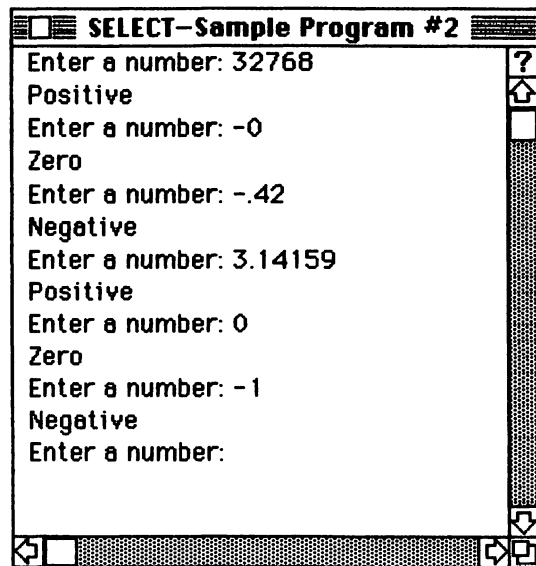 SELECT–Sample Program #2
Enter a number: 32768
?
Positive
Enter a number: -0
Zero
Enter a number: -.42
Negative
Enter a number: 3.14159
Positive
Enter a number: 0
Zero
Enter a number: -1
Negative
Enter a number: